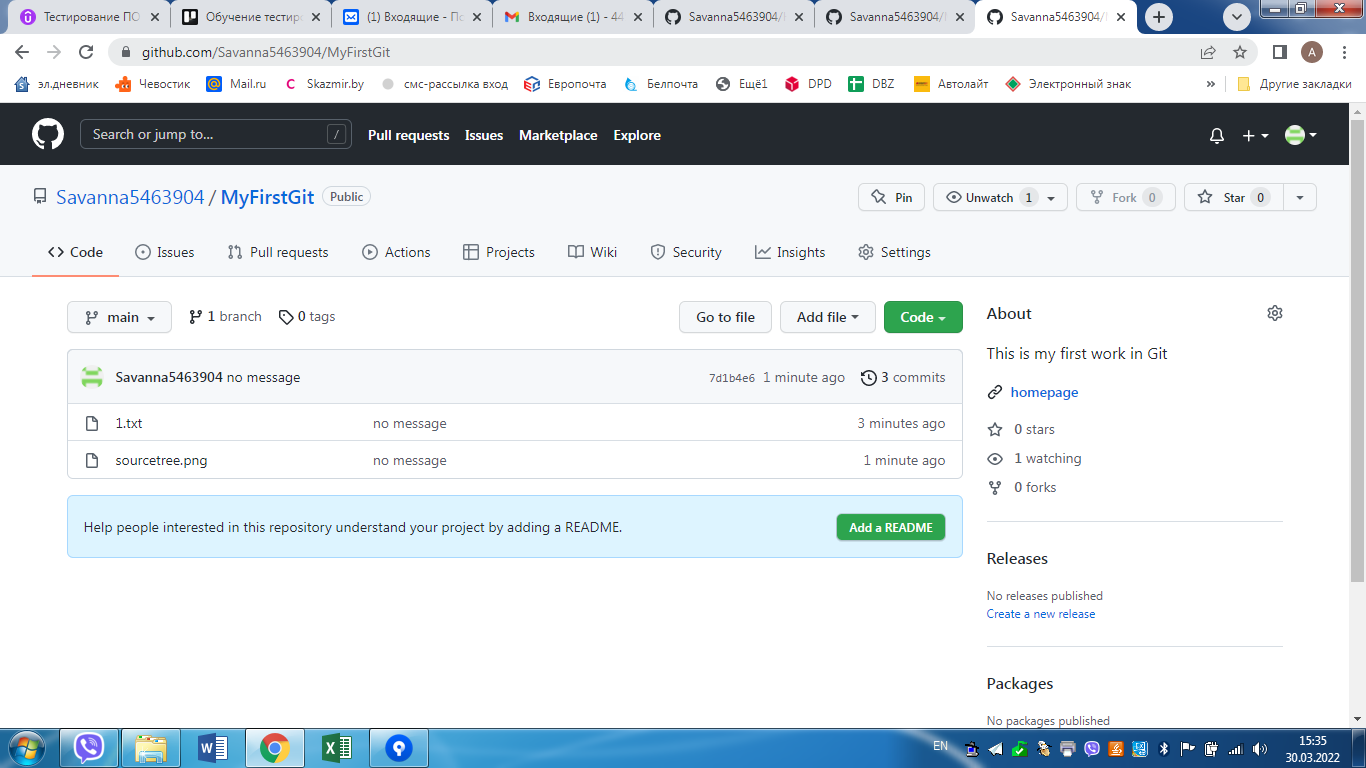 Тестирование ПО
Обучение тестир
(1) Входящие - По
Входящие (1) - 44
Savanna5463904/
Savanna5463904/
Savanna5463904/
github.com/Savanna5463904/MyFirstGit
A
эл.дневник
Чевостик
Mail.ru
Skazmir.by
смс-рассылка вход
Европочта
Белпочта
Ещё1
DPD
DBZ
Автолайт
Электронный знак
»
Другие закладки
Search or jump to...
/
Pull requests
Issues
Marketplace
Explore
Savanna5463904 / MyFirstGit
Public
Pin
Unwatch 1
Fork 0
Star 0
Code
Issues
Pull requests
Actions
Projects
Wiki
Security
Insights
Settings
main
1 branch
0 tags
Go to file
Add file
Code
Savanna5463904 no message
7d1b4e6 1 minute ago
3 commits
1.txt
no message
3 minutes ago
sourcetree.png
no message
1 minute ago
Help people interested in this repository understand your project by adding a README.
Add a README
About
This is my first work in Git
homepage
0 stars
1 watching
0 forks
Releases
No releases published
Create a new release
Packages
No packages published
EN
15:35
30.03.2022